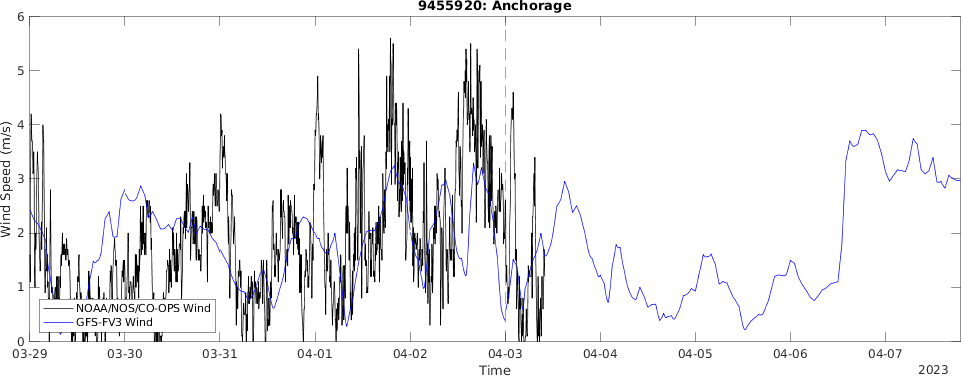 9455920: Anchorage
6
5
4
3
2
1
0
Wind Speed (m/s)
NOAA/NOS/CO-OPS Wind
GFS-FV3 Wind
03-29 03-30 03-31 04-01 04-02 04-03 04-04 04-05 04-06 04-07
Time
2023